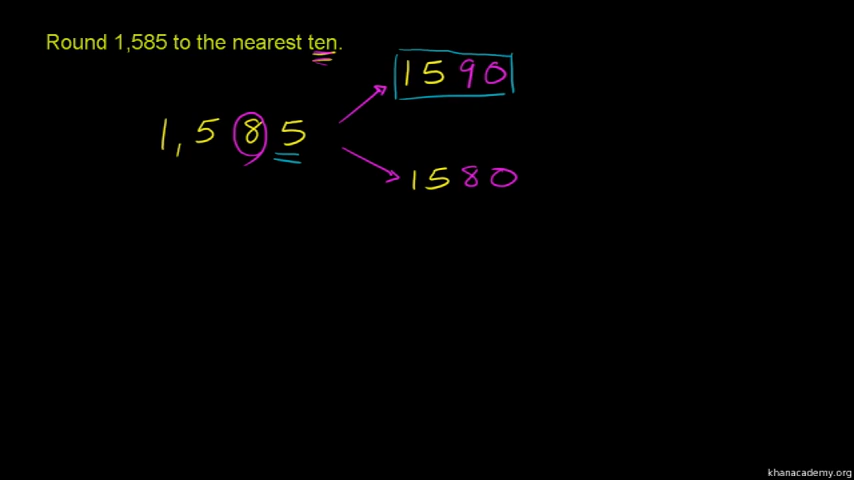 Round 1,585 to the nearest ten.
1590
1,585
1580
khanacademy.org